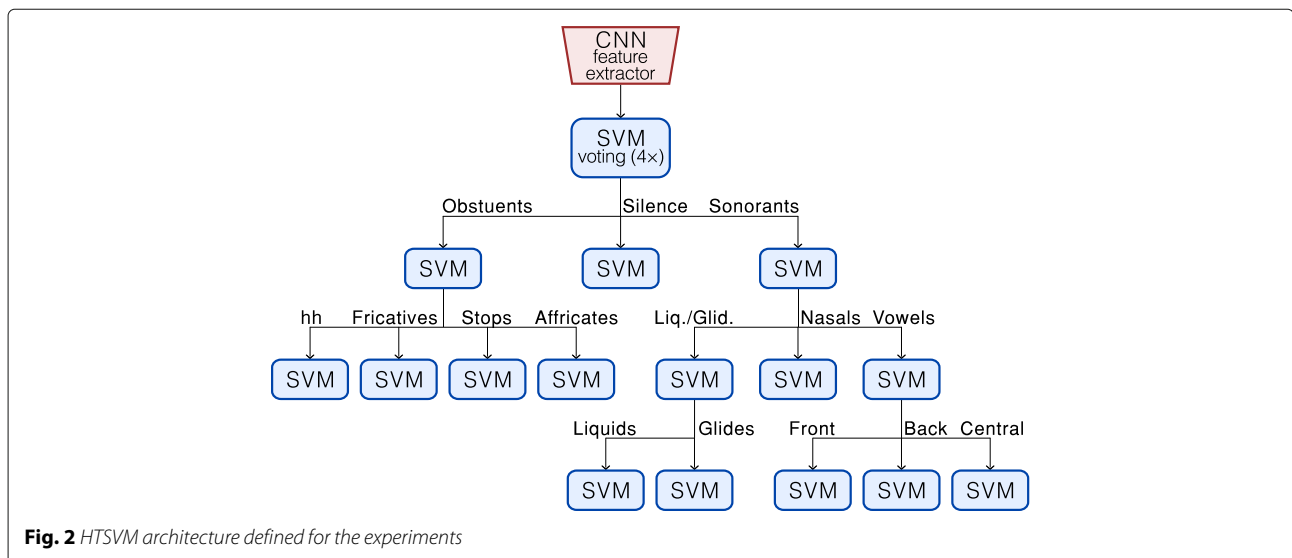 CNN
feature
extractor
SVM
voting (4×)
Obstuents Silence Sonorants
SVM SVM SVM
hh Fricatives Stops Affricates Liq./Glid. Nasals Vowels
SVM SVM SVM SVM SVM SVM SVM
Liquids Glides Front Back Central
SVM SVM SVM SVM SVM
Fig. 2 HTSVM architecture defined for the experiments